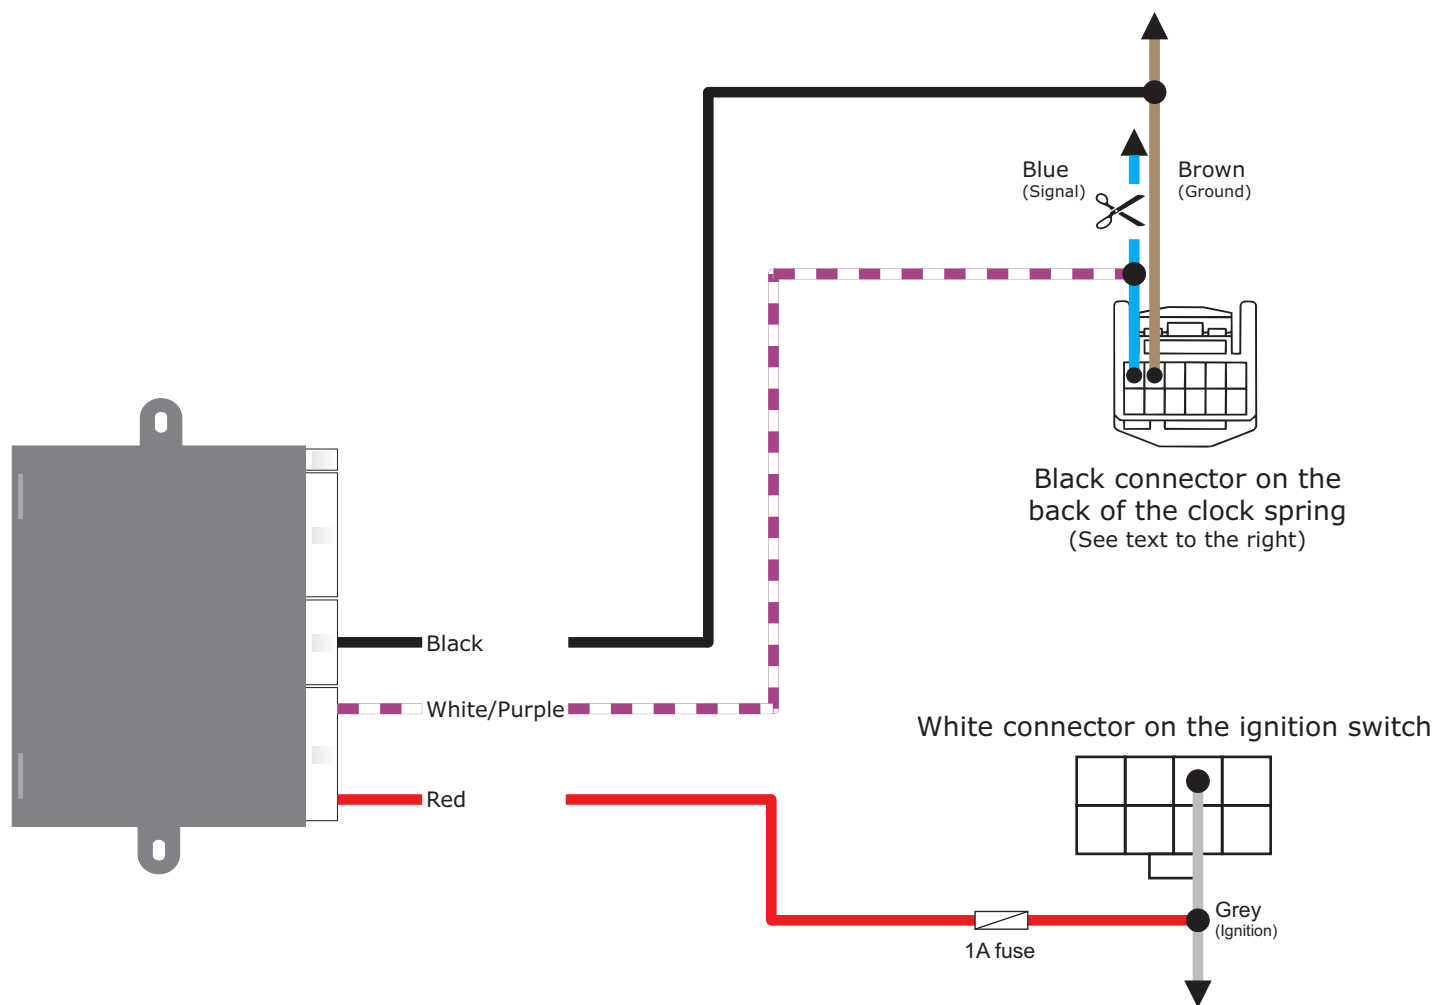 Blue
(Signal)
Brown
(Ground)
Black connector on the
back of the clock spring
(See text to the right)
Black
White/Purple
Red
White connector on the ignition switch
Grey
(Ignition)
1A fuse